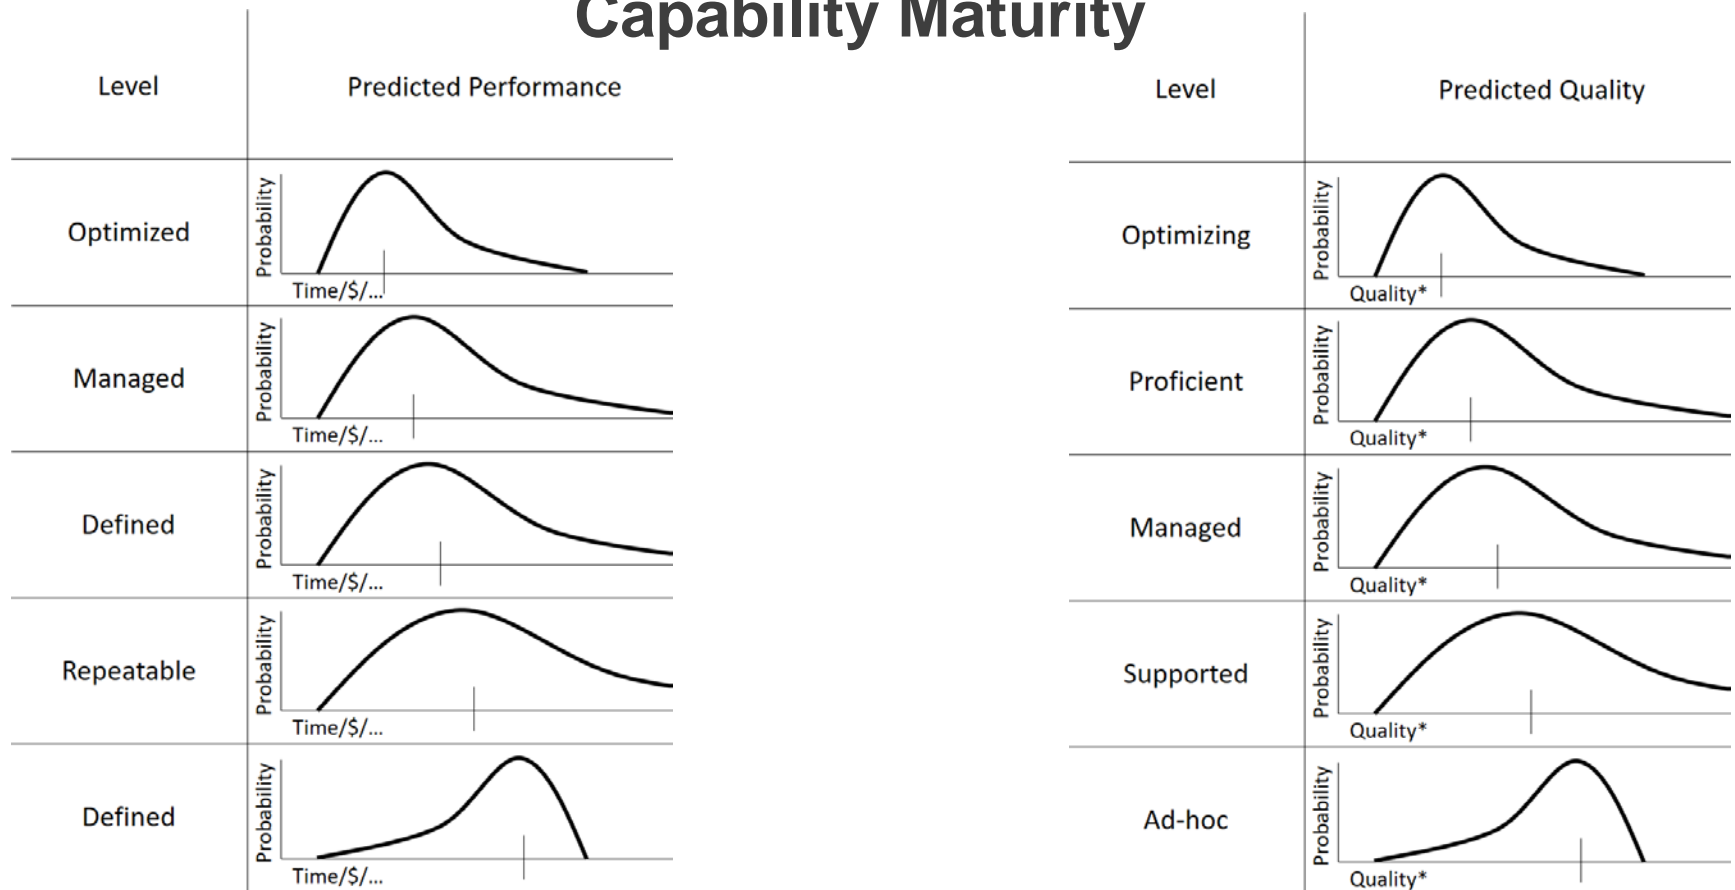 Capability Maturity
Level
Predicted Performance
Optimized
Probability
Time/$/...
Managed
Probability
Time/$/...
Defined
Probability
Time/$/...
Repeatable
Probability
Time/$/...
Defined
Probability
Time/$/...
Level
Predicted Quality
Optimizing
Probability
Quality*
Proficient
Probability
Quality*
Managed
Probability
Quality*
Supported
Probability
Quality*
Ad-hoc
Probability
Quality*